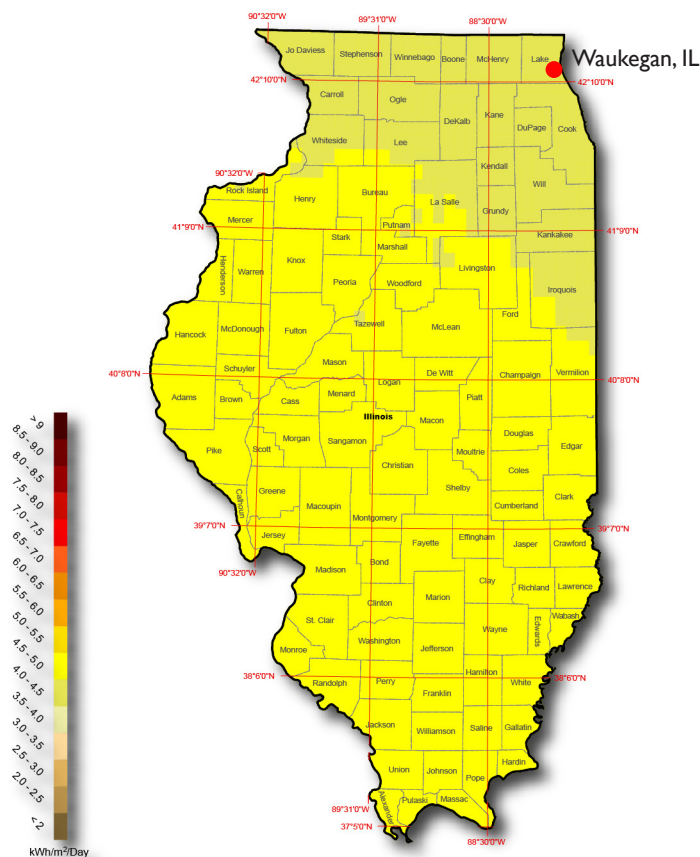 90°32'0"W
89°31'0"W
88°30'0"W
Jo Daviess
Stephenson
Winnebago
Boone
McHenry
Lake
Waukegan, IL
42°10'0"N
42°10'0"N
Carroll
Ogle
DeKalb
Kane
DuPage
Cook
Whiteside
Lee
Kendall
90°32'0"W
Rock Island
Henry
Bureau
La Salle
Will
Mercer
Putnam
Grundy
41°9'0"N
41°9'0"N
Stark
Marshall
Kankakee
Henderson
Warren
Knox
Peoria
Woodford
Livingston
Iroquois
Ford
Hancock
McDonough
Fulton
Tazewell
McLean
Mason
40°8'0"N
Schuyler
De Witt
Champaign
Vermilion
40°8'0"N
Logan
Adams
Brown
Cass
Menard
Piatt
Illinois
Macon
Pike
Scott
Morgan
Sangamon
Douglas
Edgar
Moultrie
Christian
Coles
Calhoun
Greene
Shelby
Clark
Macoupin
Cumberland
Montgomery
39°7'0"N
39°7'0"N
Jersey
Fayette
Effingham
Jasper
Crawford
90°32'0"W
Madison
Bond
Clay
Richland
Lawrence
Clinton
Marion
St. Clair
Wayne
Edwards
Wabash
Monroe
Washington
Jefferson
38°6'0"N
Hamilton
White
38°6'0"N
Randolph
Perry
Franklin
Jackson
Williamson
Saline
Gallatin
Union
Johnson
Pope
Hardin
89°31'0"W
Alexander
Pulaski
Massac
37°5'0"N
88°30'0"W
> 9
8.5 - 9.0
8.0 - 8.5
7.5 - 8.0
7.0 - 7.5
6.5 - 7.0
6.0 - 6.5
5.5 - 6.0
5.0 - 5.5
4.5 - 5.0
4.0 - 4.5
3.5 - 4.0
3.0 - 3.5
2.5 - 3.0
2.0 - 2.5
< 2
kWh/m²/Day